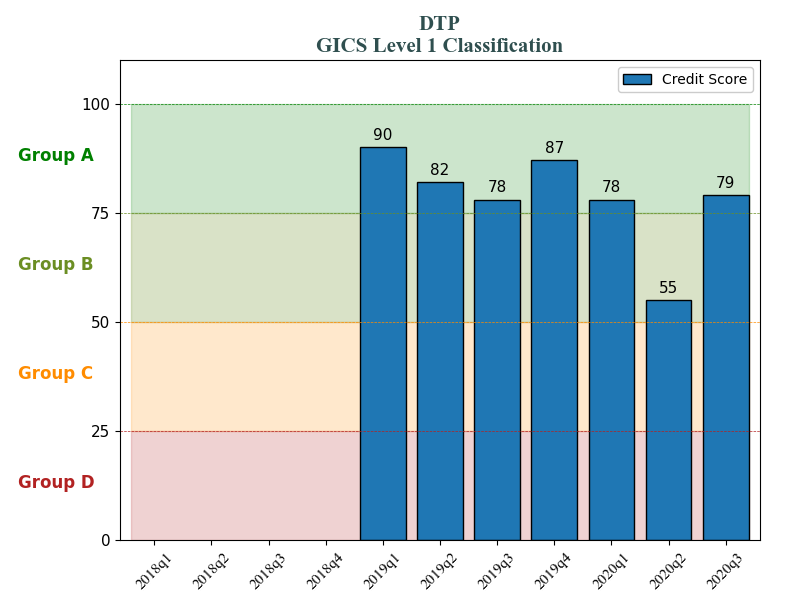 DTP
GICS Level 1 Classification
Credit Score
100
Group A
75
Group B
50
Group C
25
Group D
0
90
82
78
87
78
55
79
2018q1
2018q2
2018q3
2018q4
2019q1
2019q2
2019q3
2019q4
2020q1
2020q2
2020q3